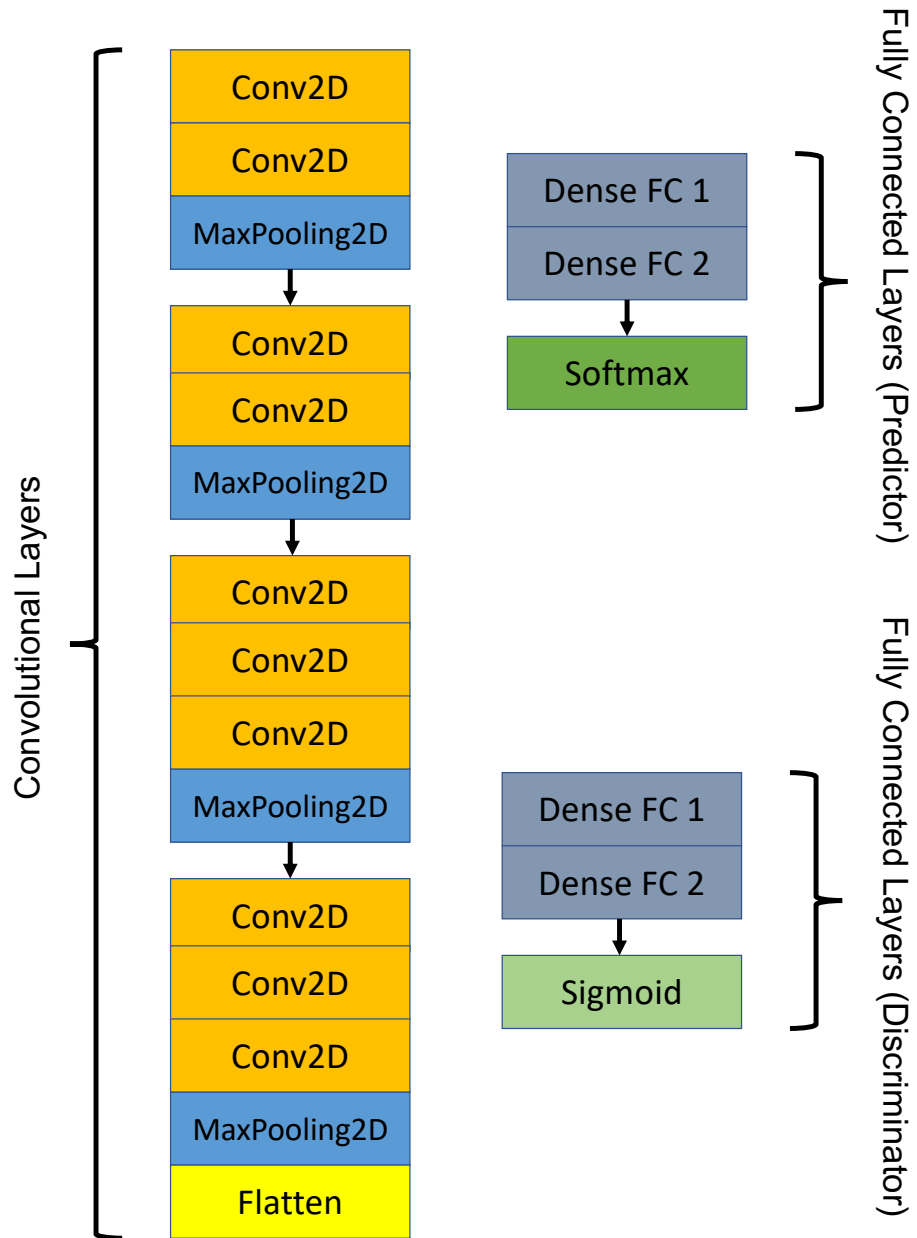 Convolutional Layers
Conv2D
Conv2D
MaxPooling2D
Conv2D
Conv2D
MaxPooling2D
Conv2D
Conv2D
Conv2D
MaxPooling2D
Conv2D
Conv2D
Conv2D
MaxPooling2D
Flatten
Dense FC 1
Dense FC 2
Softmax
Fully Connected Layers (Predictor)
Dense FC 1
Dense FC 2
Sigmoid
Fully Connected Layers (Discriminator)